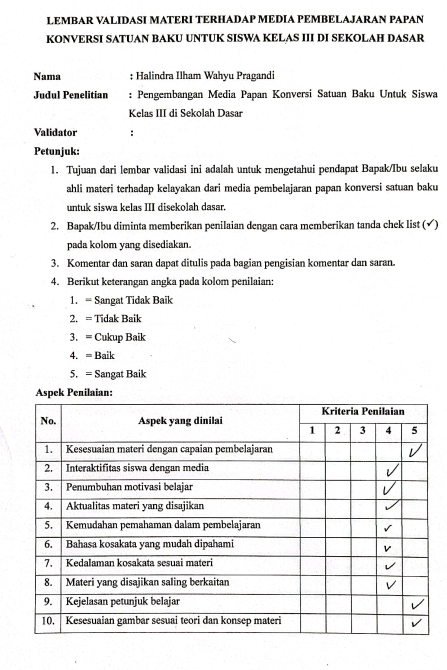 LEMBAR VALIDASI MATERI TERHADAP MEDIA PEMBELAJARAN PAPAN
KONVERSI SATUAN BAKU UNTUK SISWA KELAS III DI SEKOLAH DASAR
Nama : Halindra Ilham Wahyu Pragandi
Judul Penelitian : Pengembangan Media Papan Konversi Satuan Baku Untuk Siswa
Kelas III di Sekolah Dasar
Validator :
Petunjuk:
1. Tujuan dari lembar validasi ini adalah untuk mengetahui pendapat Bapak/Ibu selaku
ahli materi terhadap kelayakan dari media pembelajaran papan konversi satuan baku
untuk siswa kelas III disekolah dasar.
2. Bapak/Ibu diminta memberikan penilaian dengan cara memberikan tanda chek list (✓)
pada kolom yang disediakan.
3. Komentar dan saran dapat ditulis pada bagian pengisian komentar dan saran.
4. Berikut keterangan angka pada kolom penilaian:
1. = Sangat Tidak Baik
2. = Tidak Baik
3. = Cukup Baik
4. = Baik
5. = Sangat Baik
Aspek Penilaian:
No. Aspek yang dinilai Kriteria Penilaian
1 2 3 4 5
1. Kesesuaian materi dengan capaian pembelajaran ✓
2. Interaktifitas siswa dengan media ✓
3. Penumbuhan motivasi belajar ✓
4. Aktualitas materi yang disajikan ✓
5. Kemudahan pemahaman dalam pembelajaran ✓
6. Bahasa kosakata yang mudah dipahami ✓
7. Kedalaman kosakata sesuai materi ✓
8. Materi yang disajikan saling berkaitan ✓
9. Kejelasan petunjuk belajar ✓
10. Kesesuaian gambar sesuai teori dan konsep materi ✓